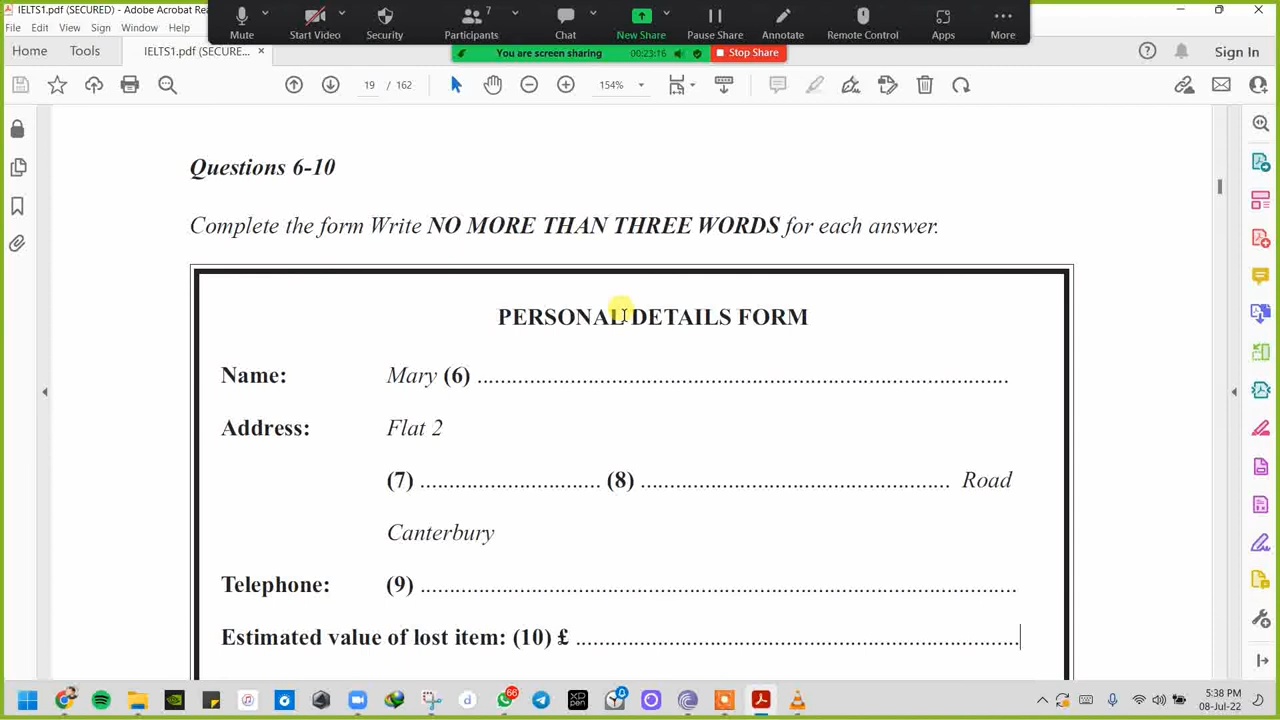 IELTS1.pdf (SECURED) - Adobe Acrobat Rea
File Edit View Sign Window Help
Mute Start Video Security Participants 7 Chat New Share Pause Share Annotate Remote Control Apps More
You are screen sharing 00:23:16 Stop Share
Home Tools IELTS1.pdf (SECURE... × Sign In
19 / 162 154%
Questions 6-10
Complete the form Write NO MORE THAN THREE WORDS for each answer.
PERSONAL DETAILS FORM
Name: Mary (6) ............................................................................................
Address: Flat 2
(7) ............................... (8) ...................................................... Road
Canterbury
Telephone: (9) .......................................................................................................
Estimated value of lost item: (10) £ .............................................................................
66
5:38 PM
08-Jul-22